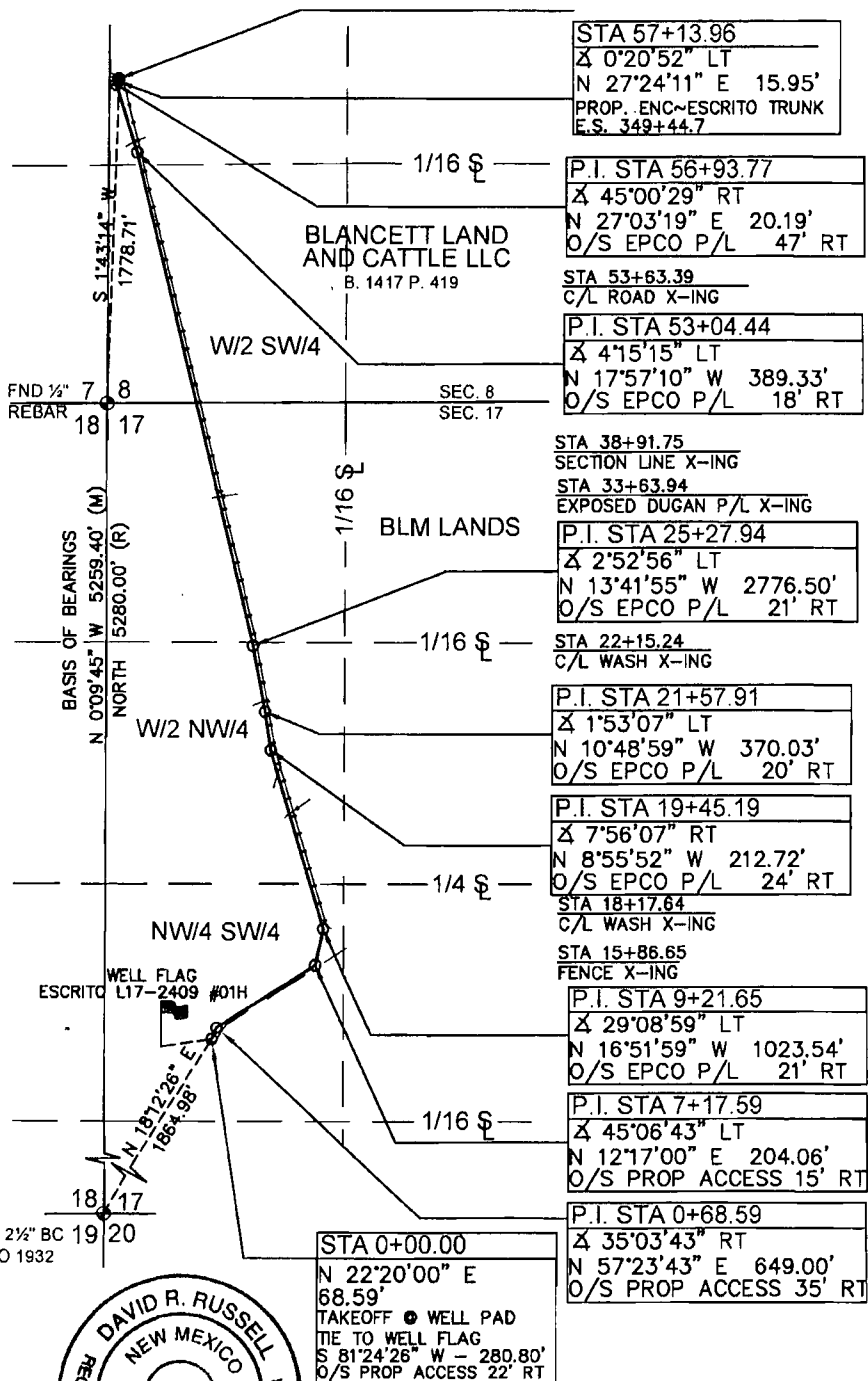 STA 57+13.96
∡ 0°20'52" LT
N 27°24'11" E 15.95'
PROP. ENC~ESCRITO TRUNK
E.S. 349+44.7
1/16 SL
P.I. STA 56+93.77
∡ 45°00'29" RT
N 27°03'19" E 20.19'
O/S EPCO P/L 47' RT
S 1°43'14" W
1778.71'
BLANCETT LAND
AND CATTLE LLC
B. 1417 P. 419
STA 53+63.39
C/L ROAD X-ING
P.I. STA 53+04.44
∡ 4°15'15" LT
N 17°57'10" W 389.33'
O/S EPCO P/L 18' RT
W/2 SW/4
FND ½"
REBAR
7 8
18 17
SEC. 8
SEC. 17
STA 38+91.75
SECTION LINE X-ING
STA 33+63.94
EXPOSED DUGAN P/L X-ING
1/16 SL
BLM LANDS
P.I. STA 25+27.94
∡ 2°52'56" LT
N 13°41'55" W 2776.50'
O/S EPCO P/L 21' RT
BASIS OF BEARINGS
N 0°09'45" W 5259.40' (M)
NORTH 5280.00' (R)
1/16 SL
STA 22+15.24
C/L WASH X-ING
P.I. STA 21+57.91
∡ 1°53'07" LT
N 10°48'59" W 370.03'
O/S EPCO P/L 20' RT
W/2 NW/4
P.I. STA 19+45.19
∡ 7°56'07" RT
N 8°55'52" W 212.72'
O/S EPCO P/L 24' RT
1/4 SL
STA 18+17.64
C/L WASH X-ING
STA 15+86.65
FENCE X-ING
NW/4 SW/4
WELL FLAG
ESCRITO L17-2409 #01H
P.I. STA 9+21.65
∡ 29°08'59" LT
N 16°51'59" W 1023.54'
O/S EPCO P/L 21' RT
N 18°12'26" E
1864.98'
1/16 SL
P.I. STA 7+17.59
∡ 45°06'43" LT
N 12°17'00" E 204.06'
O/S PROP ACCESS 15' RT
P.I. STA 0+68.59
∡ 35°03'43" RT
N 57°23'43" E 649.00'
O/S PROP ACCESS 35' RT
18 17
2½" BC 19 20
O 1932
STA 0+00.00
N 22°20'00" E
68.59'
TAKEOFF @ WELL PAD
TIE TO WELL FLAG
S 81°24'26" W - 280.80'
O/S PROP ACCESS 22' RT
DAVID R. RUSSELL
NEW MEXICO